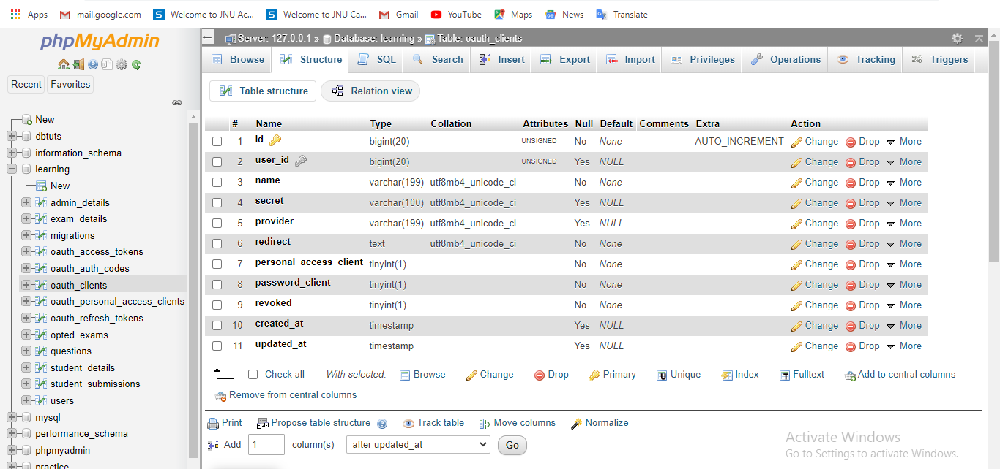 Apps mail.google.com Welcome to JNU Ac... Welcome to JNU Ca... Gmail YouTube Maps News Translate
phpMyAdmin
Recent Favorites
New
dbtuts
information_schema
learning
New
admin_details
exam_details
migrations
oauth_access_tokens
oauth_auth_codes
oauth_clients
oauth_personal_access_clients
oauth_refresh_tokens
opted_exams
questions
student_details
student_submissions
users
mysql
performance_schema
phpmyadmin
practice
Server: 127.0.0.1 » Database: learning » Table: oauth_clients
Browse Structure SQL Search Insert Export Import Privileges Operations Tracking Triggers
Table structure Relation view
# Name Type Collation Attributes Null Default Comments Extra Action
1 id bigint(20) UNSIGNED No None AUTO_INCREMENT Change Drop More
2 user_id bigint(20) UNSIGNED Yes NULL Change Drop More
3 name varchar(199) utf8mb4_unicode_ci No None Change Drop More
4 secret varchar(100) utf8mb4_unicode_ci Yes NULL Change Drop More
5 provider varchar(199) utf8mb4_unicode_ci Yes NULL Change Drop More
6 redirect text utf8mb4_unicode_ci No None Change Drop More
7 personal_access_client tinyint(1) No None Change Drop More
8 password_client tinyint(1) No None Change Drop More
9 revoked tinyint(1) No None Change Drop More
10 created_at timestamp Yes NULL Change Drop More
11 updated_at timestamp Yes NULL Change Drop More
Check all With selected: Browse Change Drop Primary Unique Index Fulltext Add to central columns
Remove from central columns
Print Propose table structure Track table Move columns Normalize
Add 1 column(s) after updated_at Go
Activate Windows
Go to Settings to activate Windows.